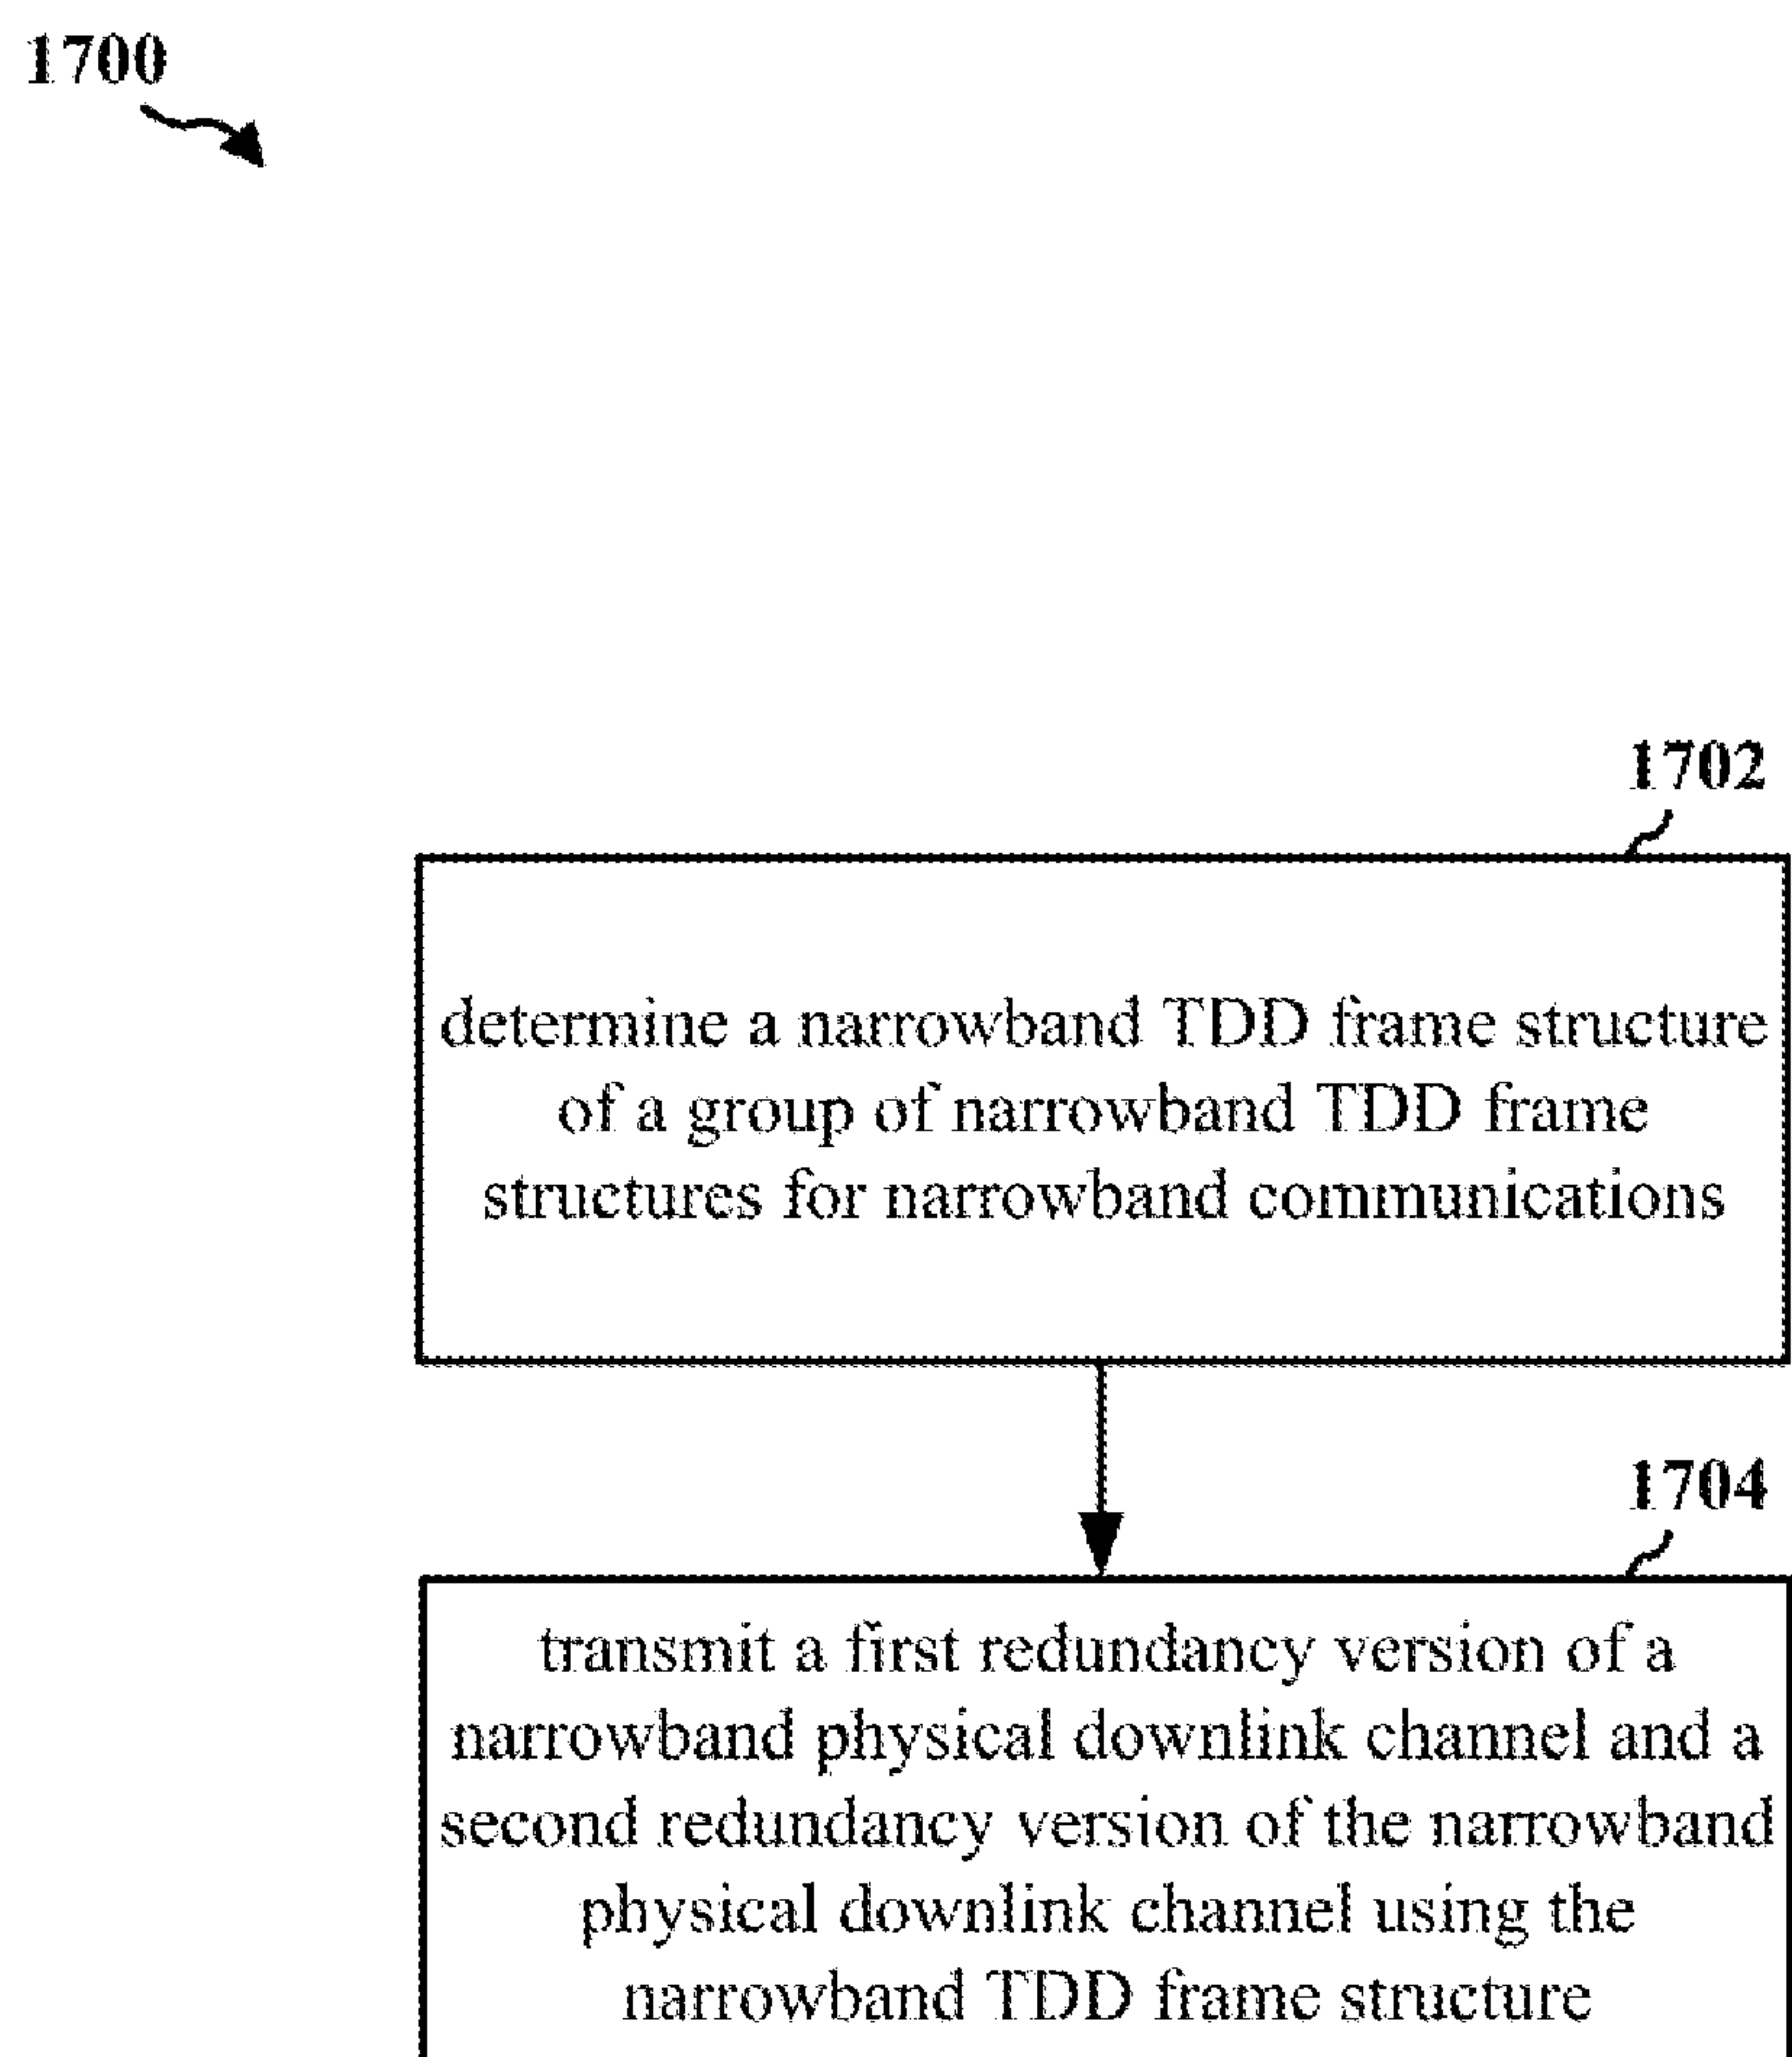 1700
1702
determine a narrowband TDD frame structure
of a group of narrowband TDD frame
structures for narrowband communications
1704
transmit a first redundancy version of a
narrowband physical downlink channel and a
second redundancy version of the narrowband
physical downlink channel using the
narrowband TDD frame structure